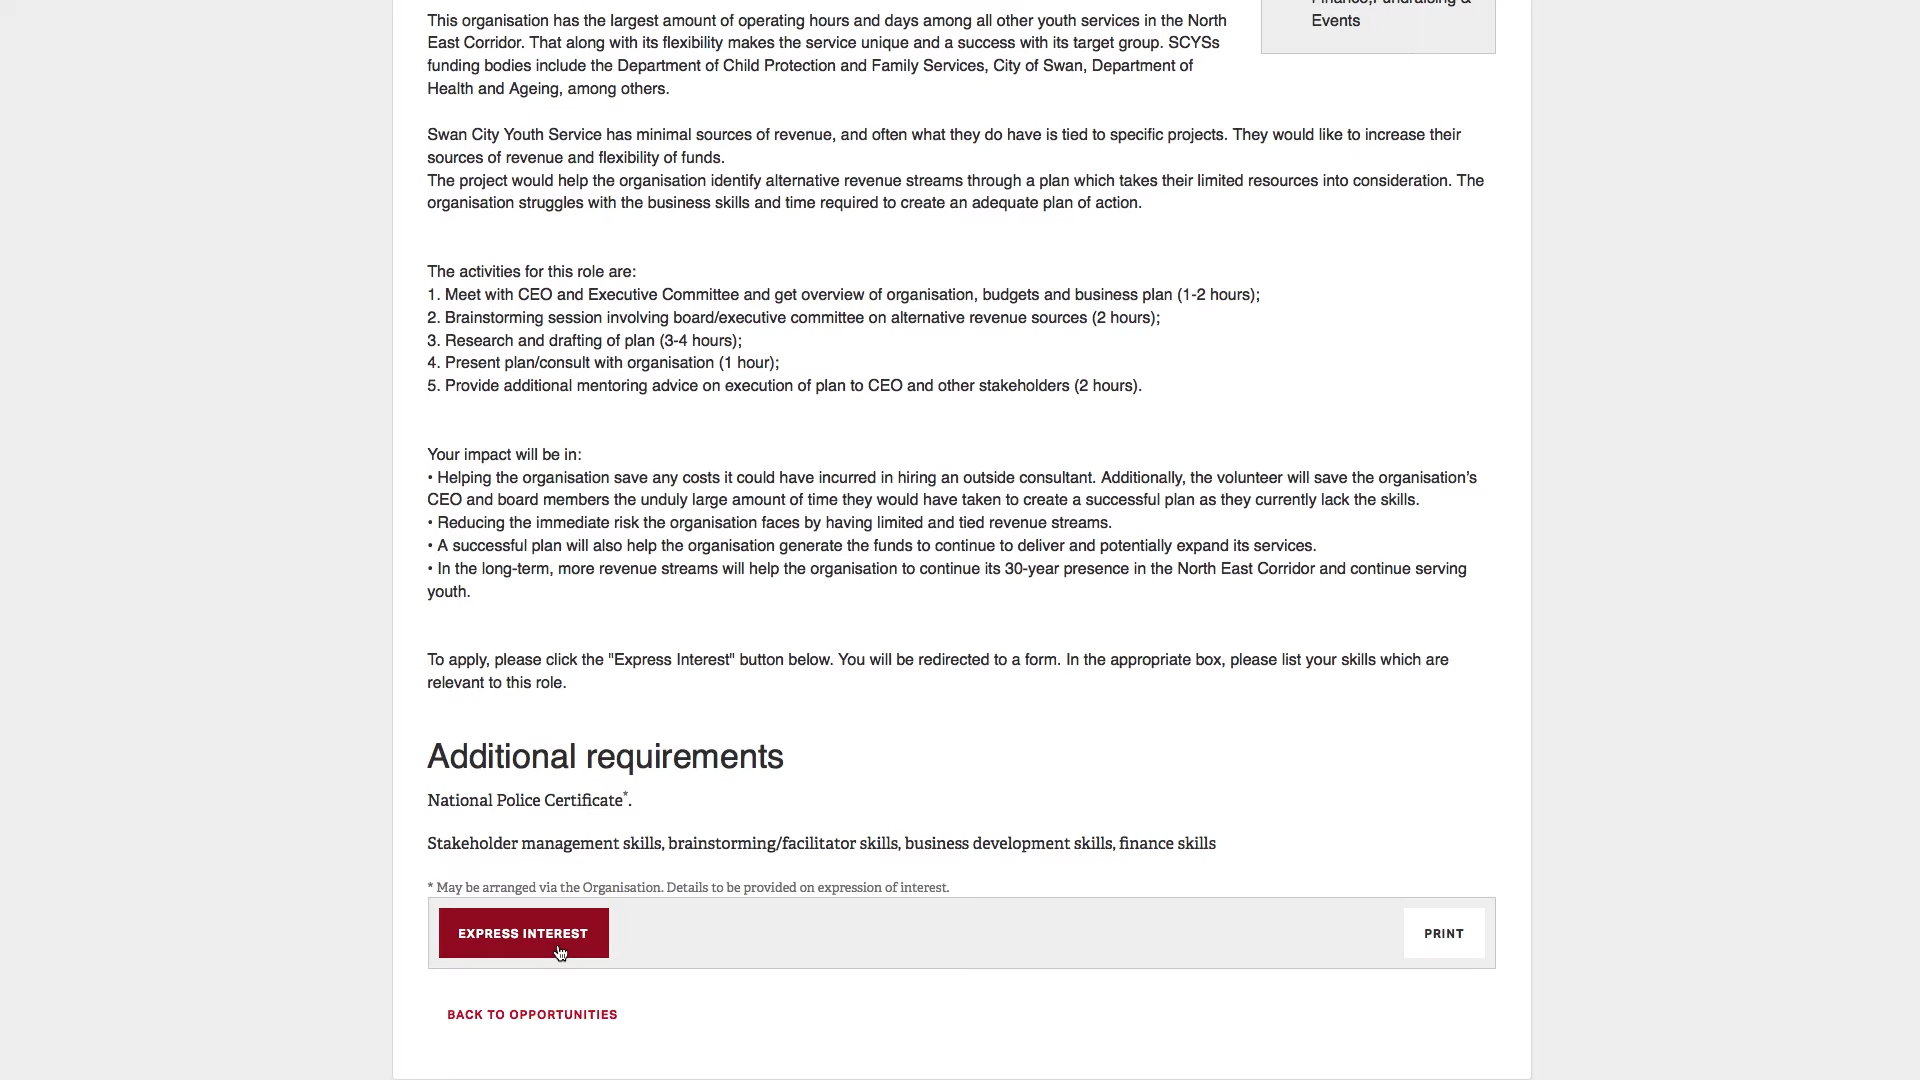 This organisation has the largest amount of operating hours and days among all other youth services in the North
East Corridor. That along with its flexibility makes the service unique and a success with its target group. SCYSs
funding bodies include the Department of Child Protection and Family Services, City of Swan, Department of
Health and Ageing, among others.
Finance,Fundraising &
Events
Swan City Youth Service has minimal sources of revenue, and often what they do have is tied to specific projects. They would like to increase their
sources of revenue and flexibility of funds.
The project would help the organisation identify alternative revenue streams through a plan which takes their limited resources into consideration. The
organisation struggles with the business skills and time required to create an adequate plan of action.
The activities for this role are:
1. Meet with CEO and Executive Committee and get overview of organisation, budgets and business plan (1-2 hours);
2. Brainstorming session involving board/executive committee on alternative revenue sources (2 hours);
3. Research and drafting of plan (3-4 hours);
4. Present plan/consult with organisation (1 hour);
5. Provide additional mentoring advice on execution of plan to CEO and other stakeholders (2 hours).
Your impact will be in:
• Helping the organisation save any costs it could have incurred in hiring an outside consultant. Additionally, the volunteer will save the organisation’s
CEO and board members the unduly large amount of time they would have taken to create a successful plan as they currently lack the skills.
• Reducing the immediate risk the organisation faces by having limited and tied revenue streams.
• A successful plan will also help the organisation generate the funds to continue to deliver and potentially expand its services.
• In the long-term, more revenue streams will help the organisation to continue its 30-year presence in the North East Corridor and continue serving
youth.
To apply, please click the "Express Interest" button below. You will be redirected to a form. In the appropriate box, please list your skills which are
relevant to this role.
Additional requirements
National Police Certificate*.
Stakeholder management skills, brainstorming/facilitator skills, business development skills, finance skills
* May be arranged via the Organisation. Details to be provided on expression of interest.
EXPRESS INTEREST
PRINT
BACK TO OPPORTUNITIES